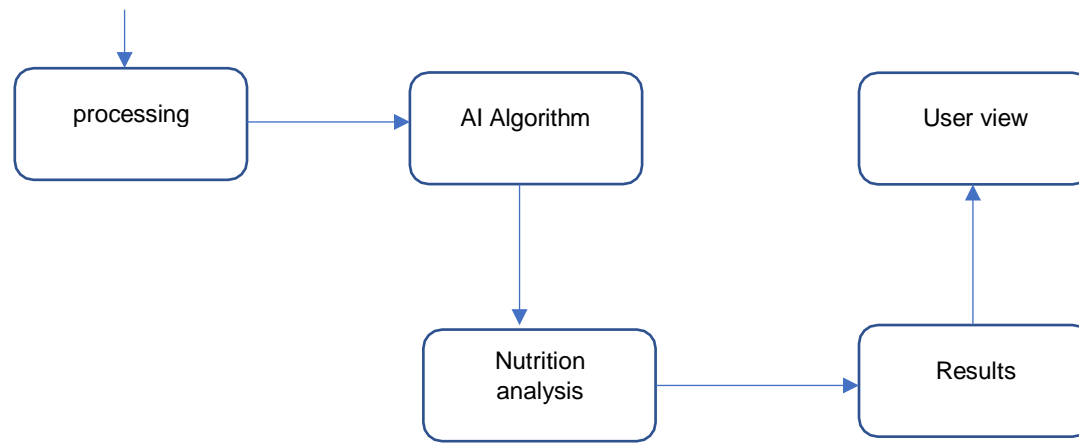 processing
AI Algorithm
User view
Nutrition
analysis
Results